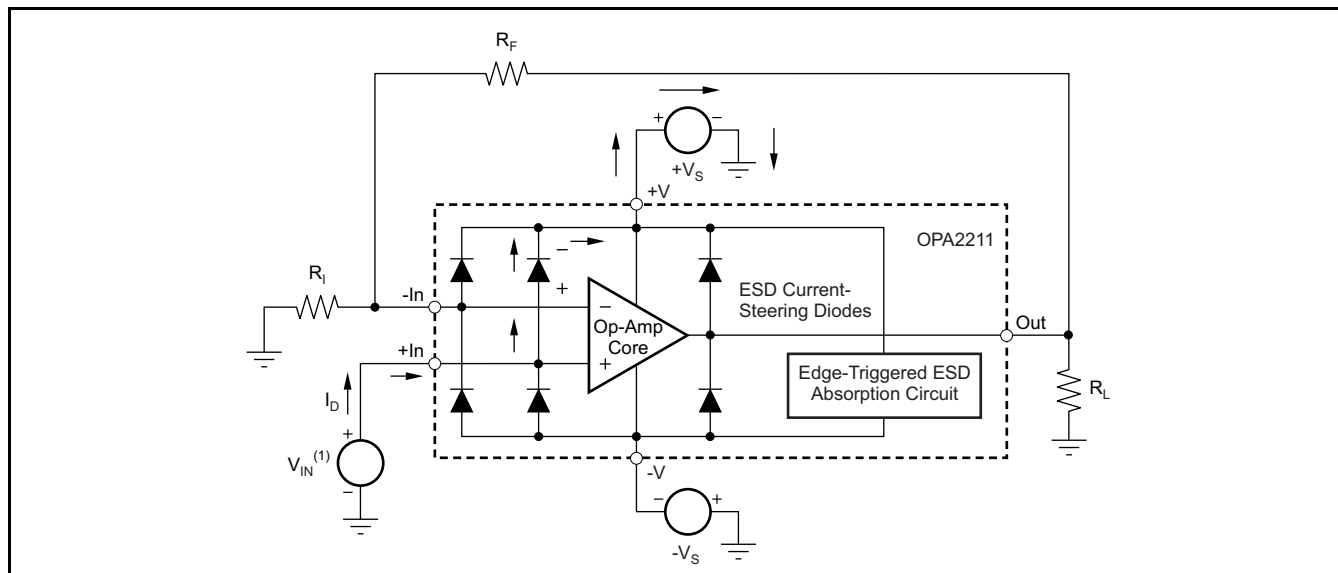 R_F
+ −
+V_S
+V
OPA2211
R_I
-In
−
+
−
Op-Amp
Core
+
ESD Current-
Steering Diodes
Out
+In
Edge-Triggered ESD
Absorption Circuit
I_D
R_L
+
V_IN^(1)
−
-V
− +
-V_S